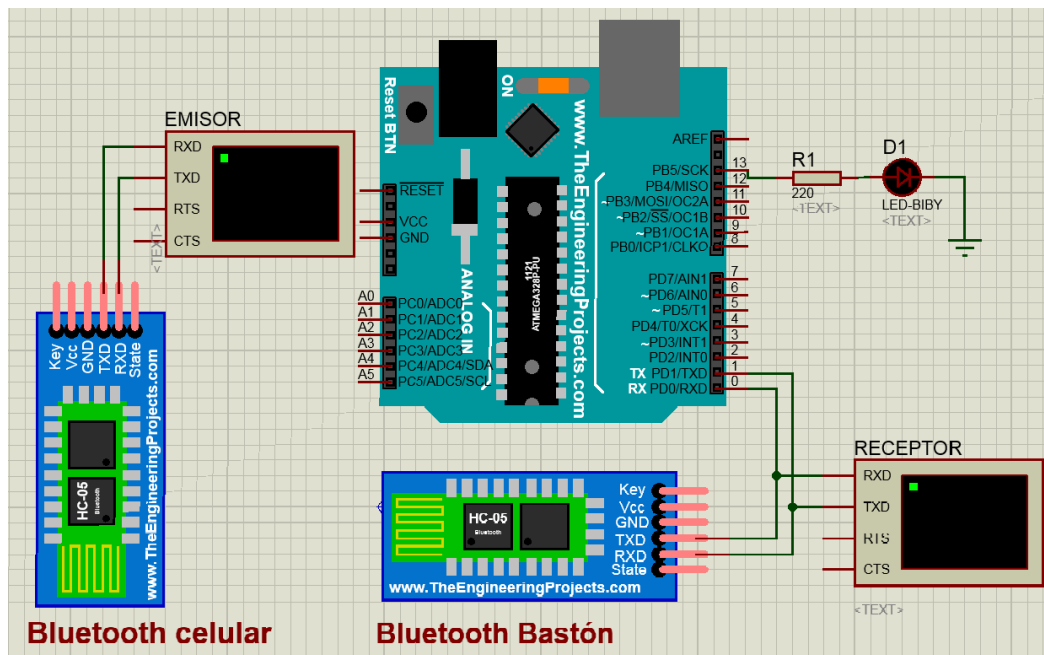 EMISOR
RXD
TXD
RTS
CTS
<TEXT>
Key
Vcc
GND
TXD
RXD
State
HC-05
Bluetooth
www.TheEngineeringProjects.com
Bluetooth celular
Reset BTN
ON
www.TheEngineeringProjects.com
RESET
VCC
GND
ANALOG IN
A0 PC0/ADC0
A1 PC1/ADC1
A2 PC2/ADC2
A3 PC3/ADC3
A4 PC4/ADC4/SDA
A5 PC5/ADC5/SCL
1121
ATMEGA328P-PU
AREF
PB5/SCK 13
PB4/MISO 12
~PB3/MOSI/OC2A 11
~PB2/SS/OC1B 10
~PB1/OC1A 9
PB0/ICP1/CLKO 8
PD7/AIN1 7
~PD6/AIN0 6
~PD5/T1 5
PD4/T0/XCK 4
~PD3/INT1 3
PD2/INT0 2
TX PD1/TXD 1
RX PD0/RXD 0
R1
220
<TEXT>
D1
LED-BIBY
<TEXT>
Key
Vcc
GND
TXD
RXD
State
HC-05
Bluetooth
www.TheEngineeringProjects.com
Bluetooth Bastón
RECEPTOR
RXD
TXD
RTS
CTS
<TEXT>